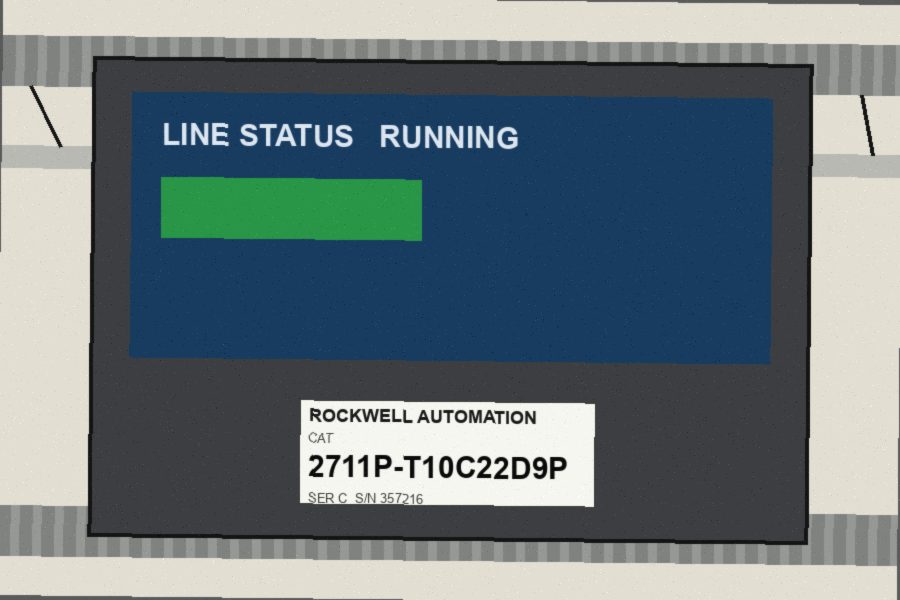 LINE STATUS RUNNING
ROCKWELL AUTOMATION
CAT
2711P-T10C22D9P
SER C S/N 357216